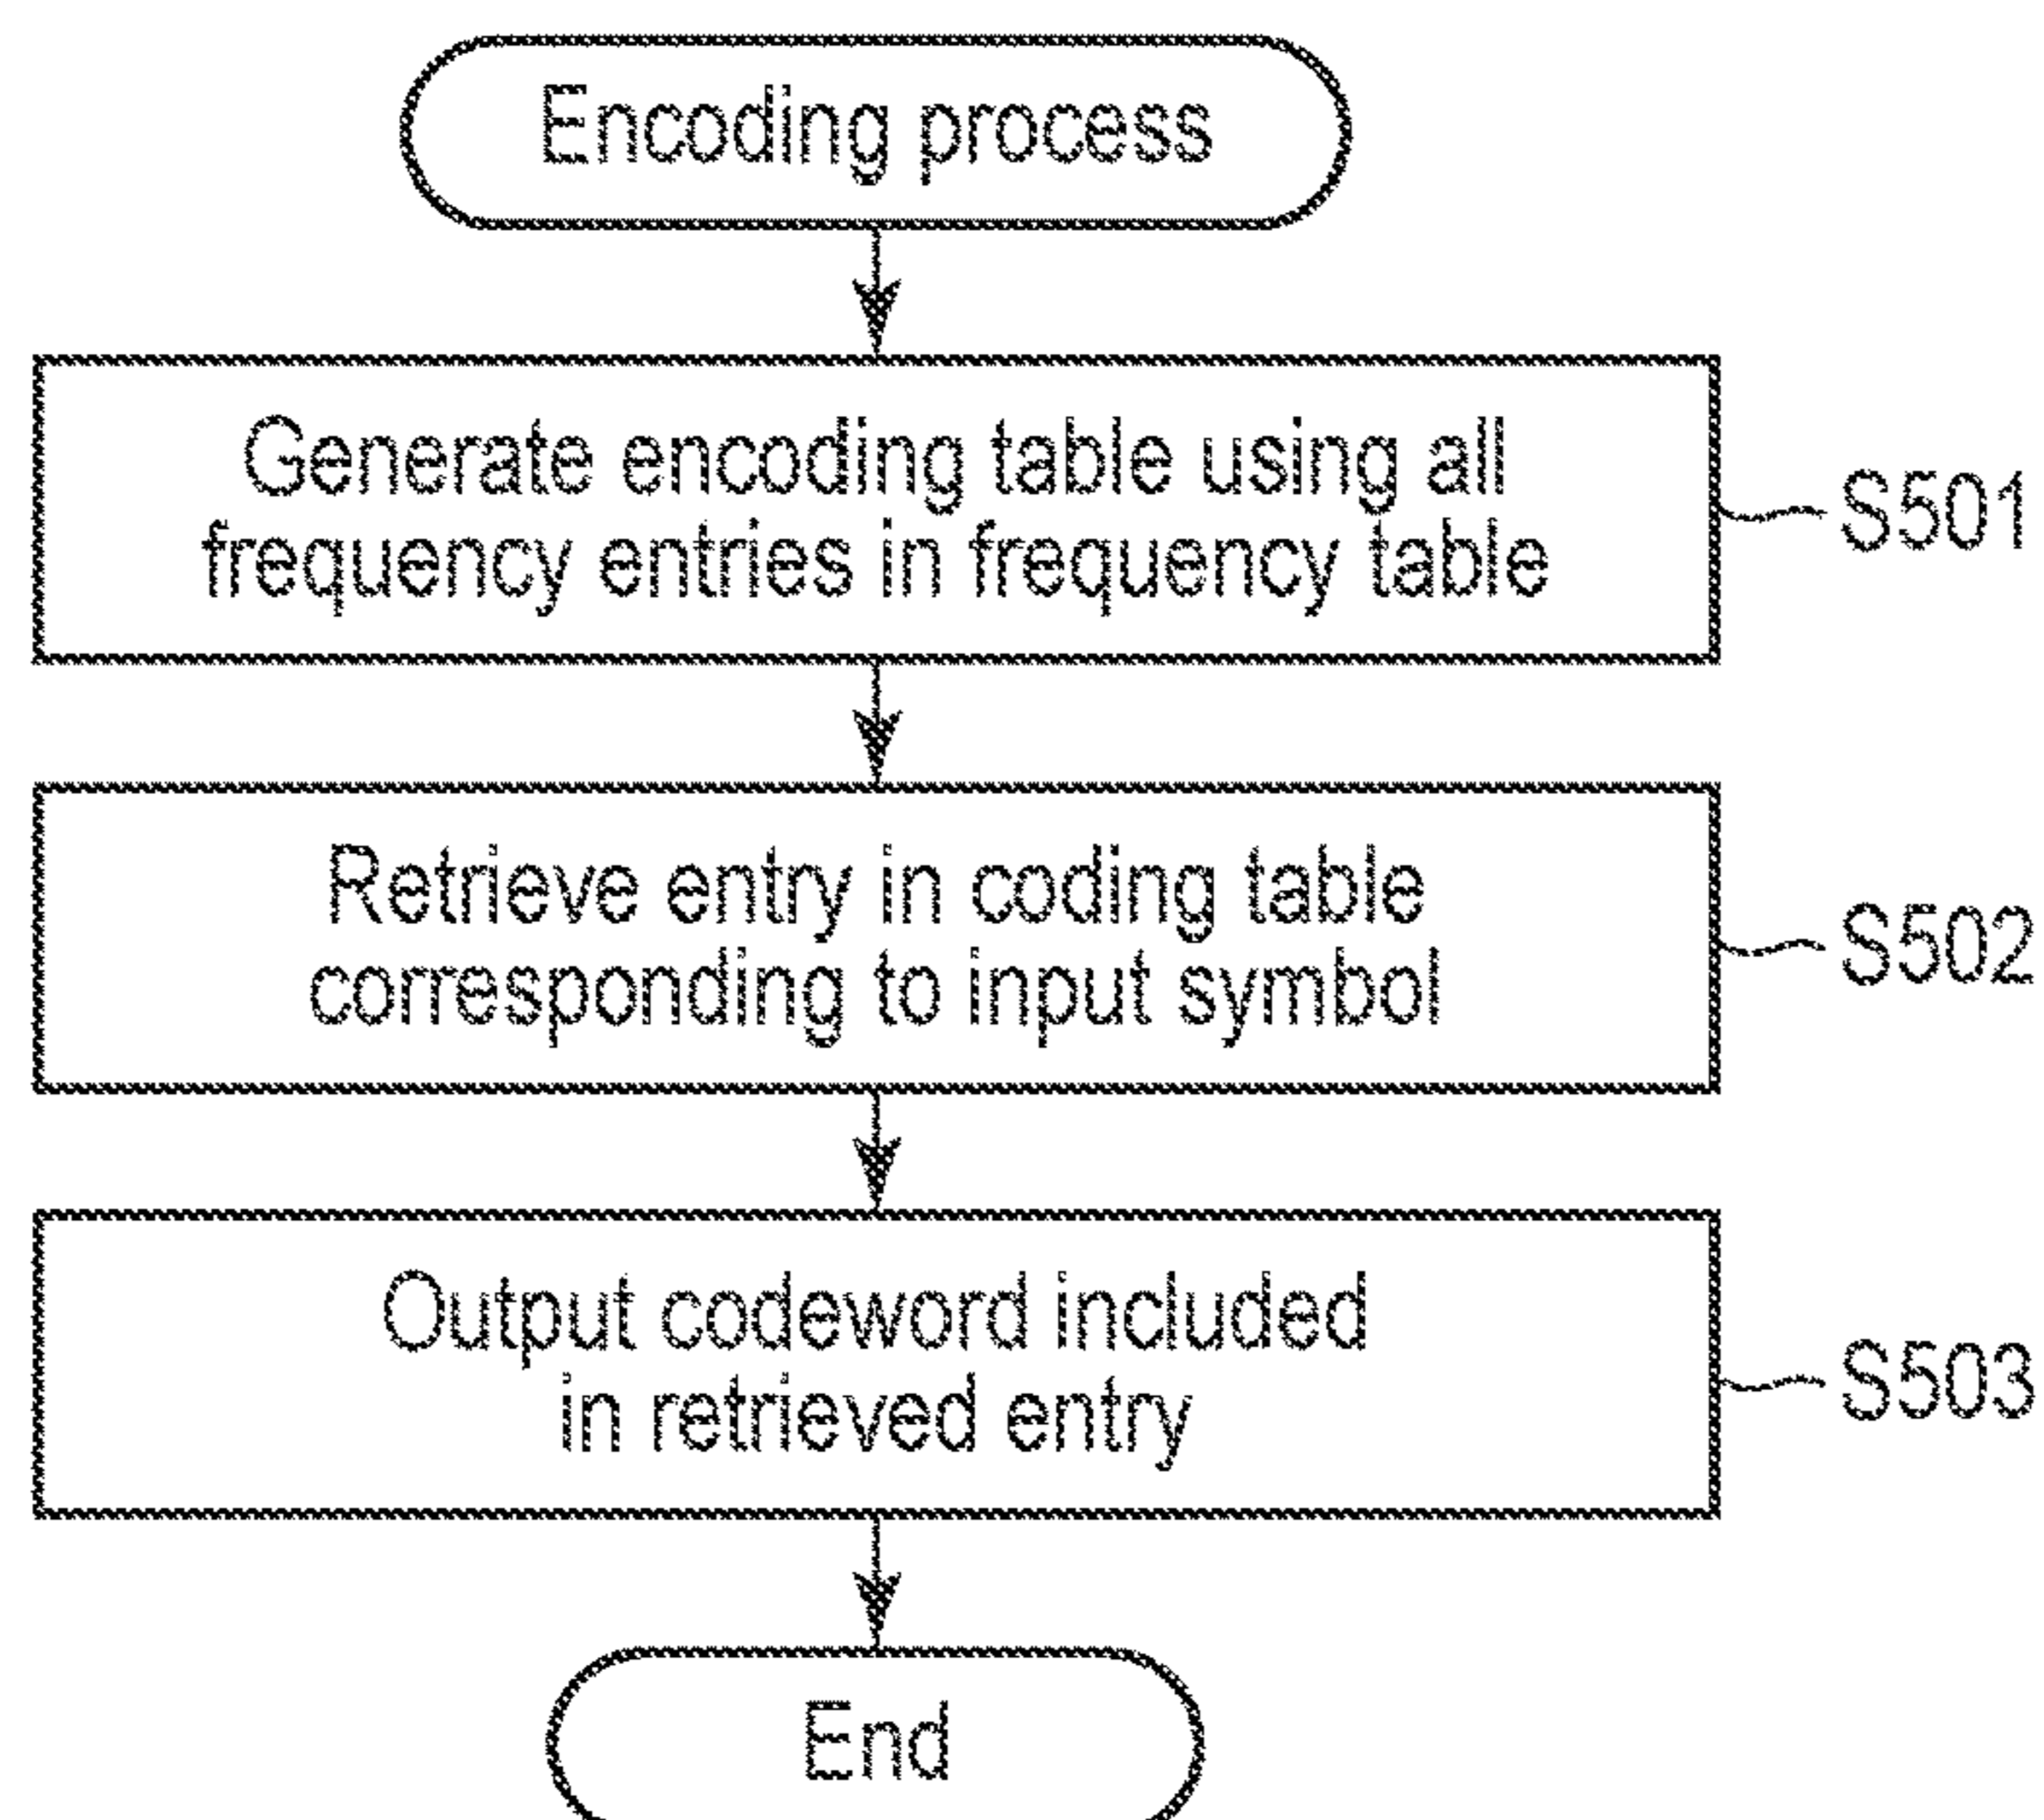 Encoding process
Generate encoding table using all
frequency entries in frequency table
S501
Retrieve entry in coding table
corresponding to input symbol
S502
Output codeword included
in retrieved entry
S503
End